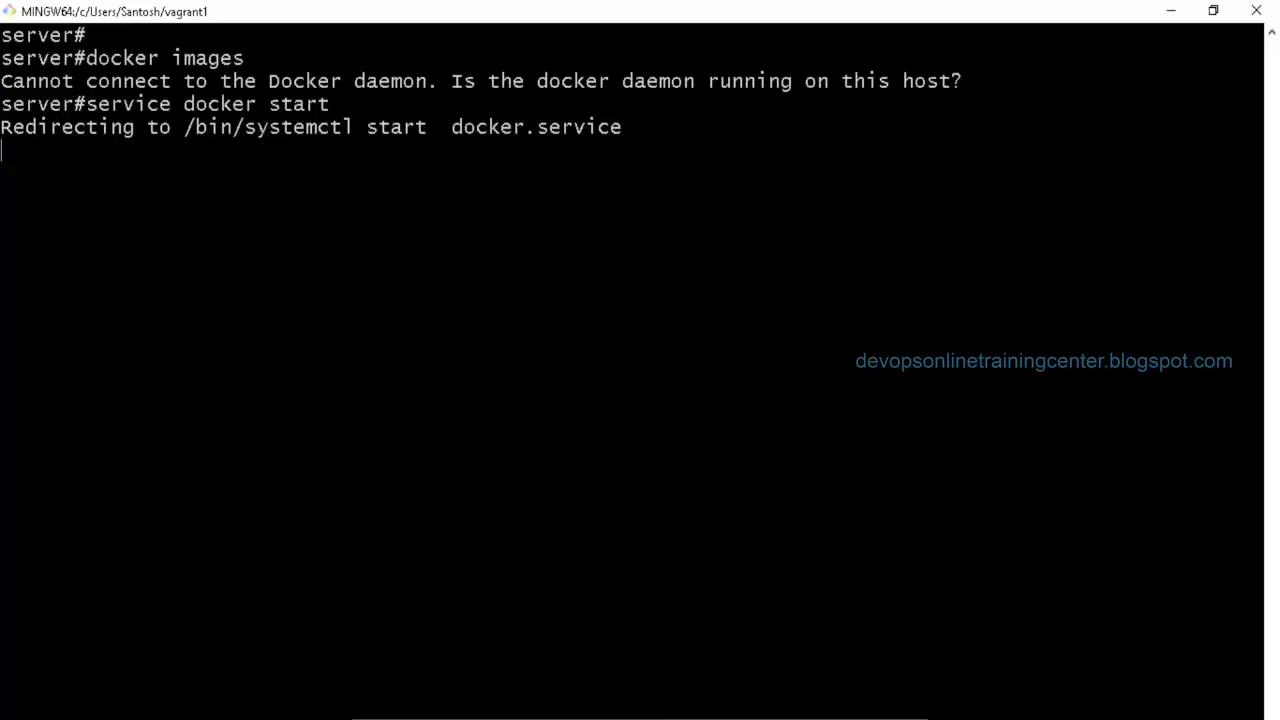 MINGW64:/c/Users/Santosh/vagrant1
server#
server#docker images
Cannot connect to the Docker daemon. Is the docker daemon running on this host?
server#service docker start
Redirecting to /bin/systemctl start  docker.service
devopsonlinetrainingcenter.blogspot.com